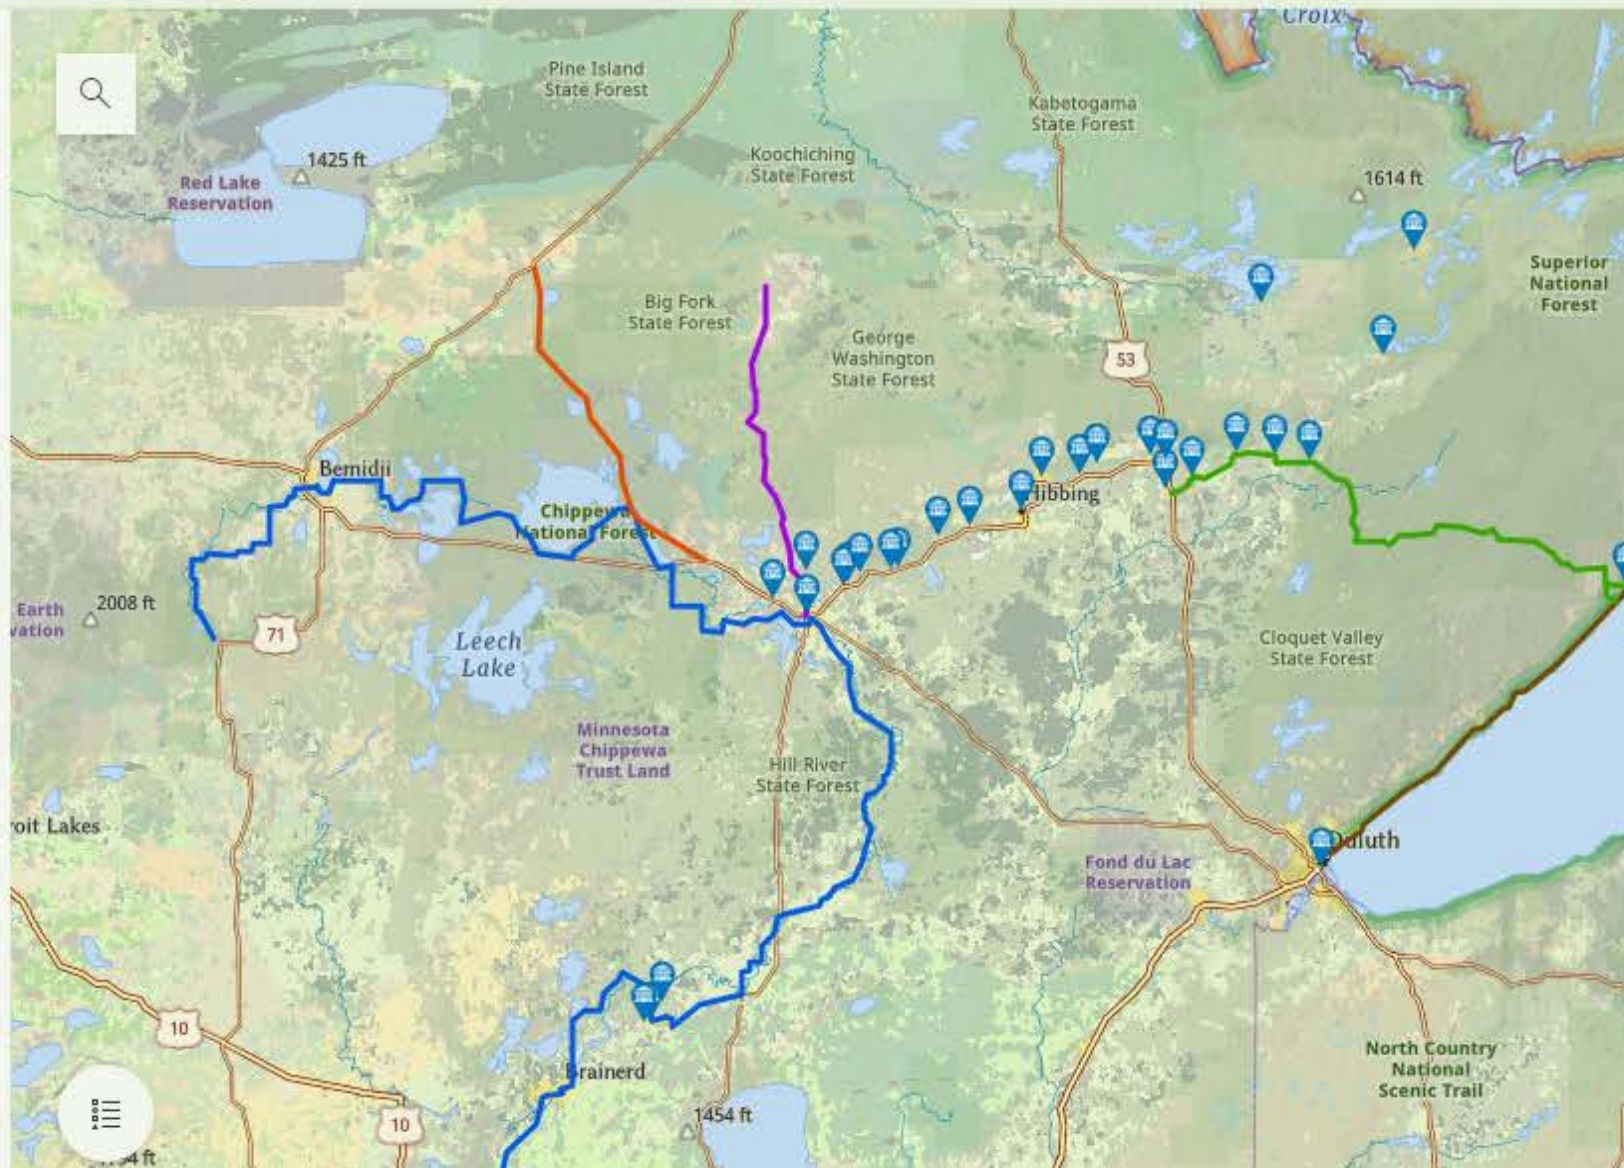 Croix
Pine Island
State Forest
Kabetogama
State Forest
1425 ft
Koochiching
State Forest
Red Lake
Reservation
1614 ft
Superior
National
Forest
Big Fork
State Forest
George
Washington
State Forest
53
Bemidji
Hibbing
Chippewa
National Forest
Earth
vation
2008 ft
71
Leech
Lake
Cloquet Valley
State Forest
Minnesota
Chippewa
Trust Land
Hill River
State Forest
roit Lakes
Duluth
Fond du Lac
Reservation
10
Brainerd
North Country
National
Scenic Trail
10
1454 ft